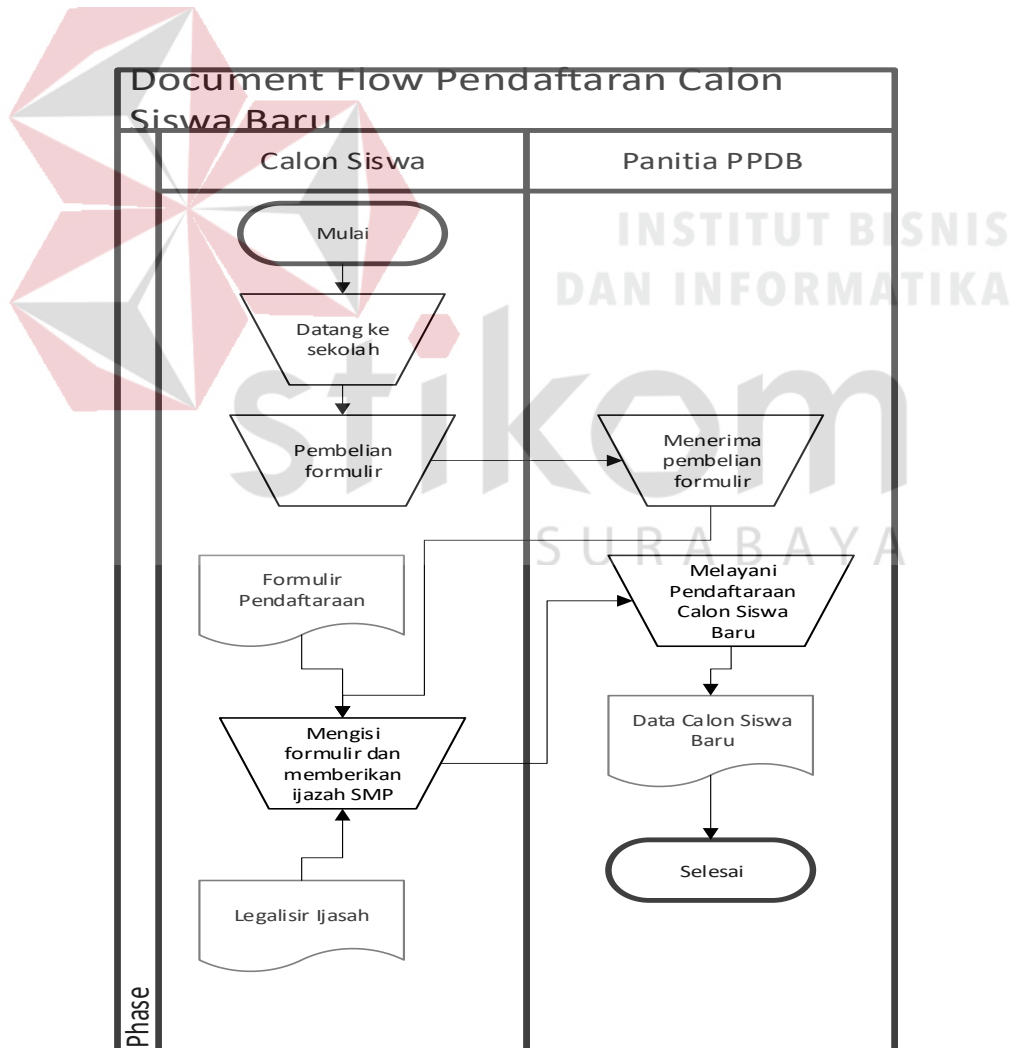 Document Flow Pendaftaran Calon
Siswa Baru
Calon Siswa
Panitia PPDB
INSTITUT BISNIS
DAN INFORMATIKA
stikom
SURABAYA
Mulai
Datang ke
sekolah
Pembelian
formulir
Menerima
pembelian
formulir
Formulir
Pendaftaraan
Melayani
Pendaftaraan
Calon Siswa
Baru
Mengisi
formulir dan
memberikan
ijazah SMP
Data Calon Siswa
Baru
Legalisir Ijasah
Selesai
Phase